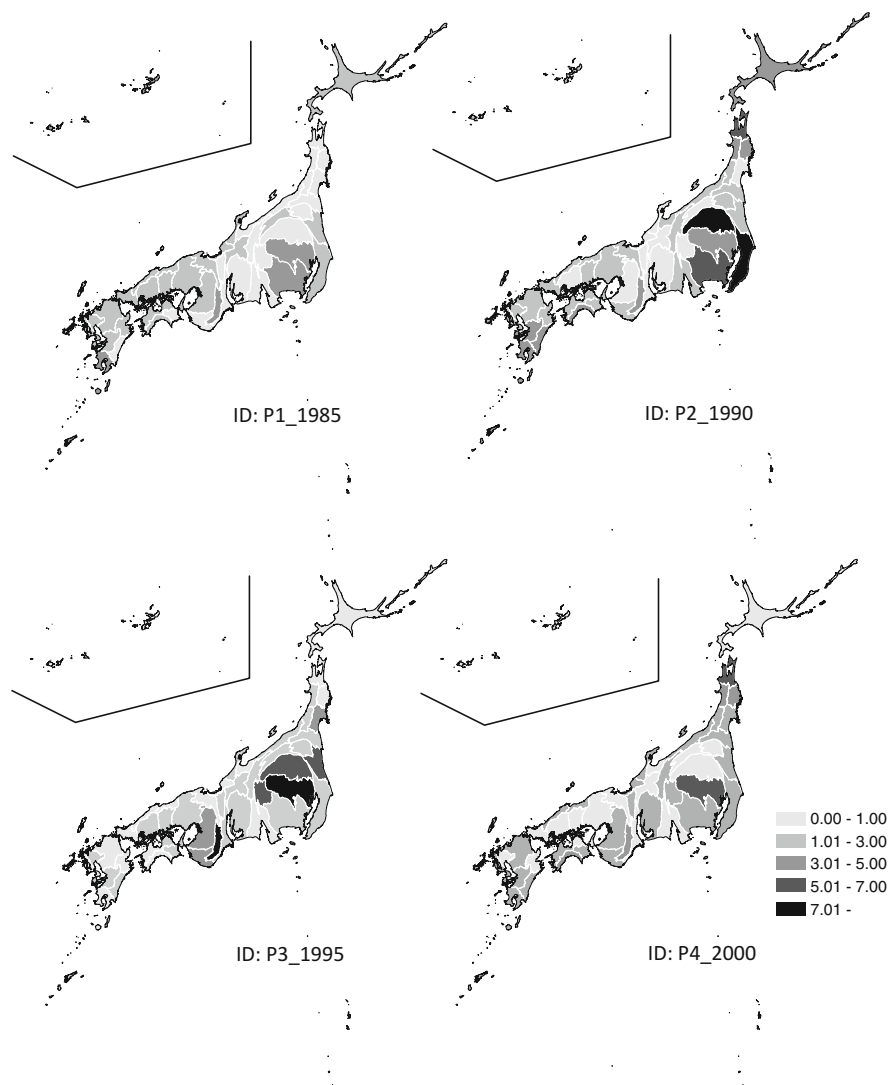 ID: P1_1985
ID: P2_1990
0.00 - 1.00
1.01 - 3.00
3.01 - 5.00
5.01 - 7.00
7.01 -
ID: P3_1995
ID: P4_2000